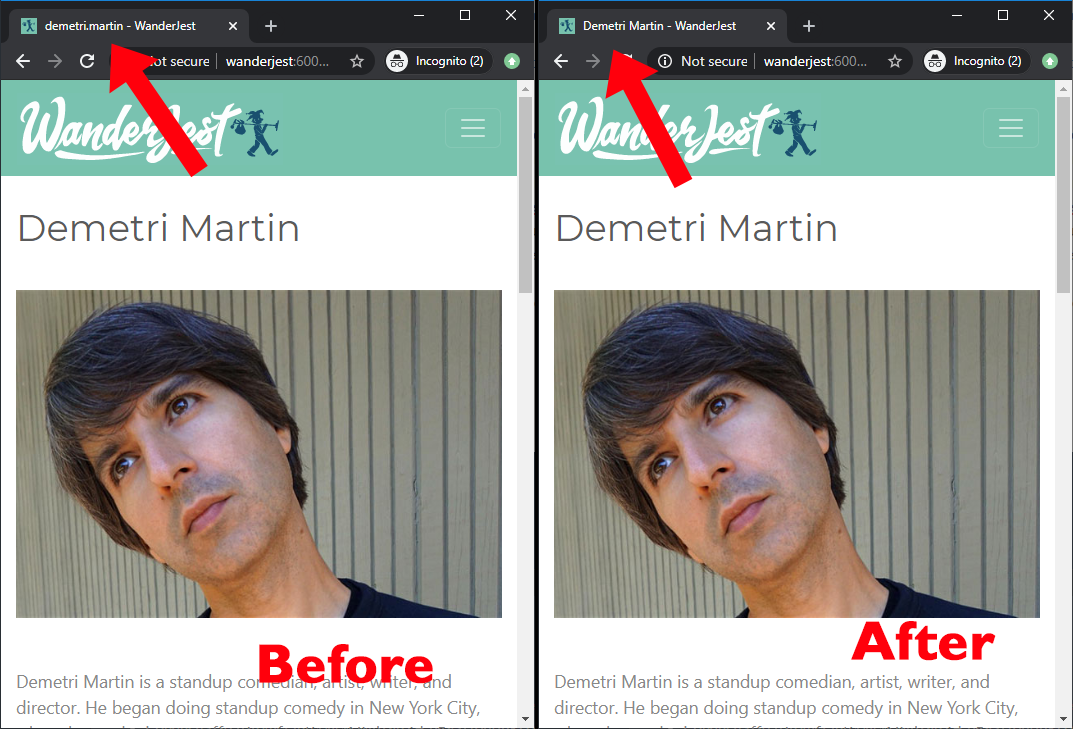 demetri.martin - WanderJest
Not secure
wanderjest:600...
Incognito (2)
WanderJest
Demetri Martin
Before
Demetri Martin is a standup comedian, artist, writer, and
director. He began doing standup comedy in New York City,
Demetri Martin - WanderJest
Not secure
wanderjest:600...
Incognito (2)
WanderJest
Demetri Martin
After
Demetri Martin is a standup comedian, artist, writer, and
director. He began doing standup comedy in New York City,